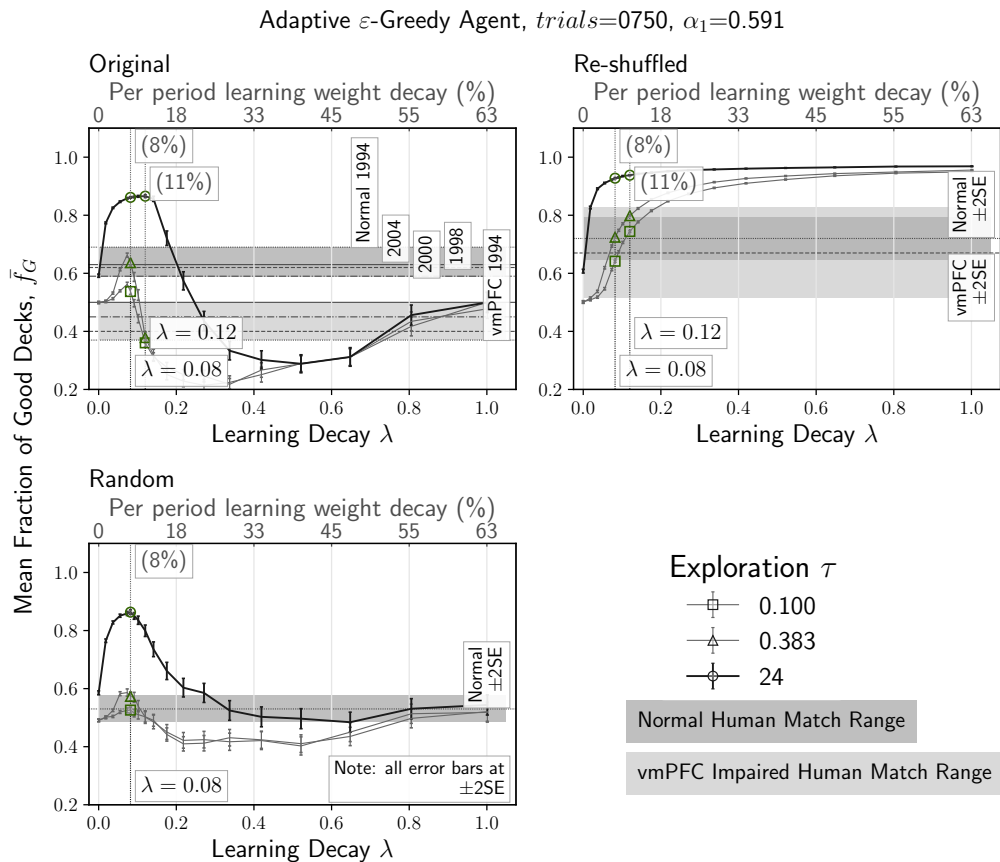 Adaptive ε-Greedy Agent, trials=0750, α₁=0.591
Mean Fraction of Good Decks, f̄_G
Original
Per period learning weight decay (%)
0 18 33 45 55 63
(8%)
(11%)
Normal 1994
2004
2000
1998
vmPFC 1994
1.0
0.8
0.6
0.4
0.2
λ = 0.12
λ = 0.08
0.0 0.2 0.4 0.6 0.8 1.0
Learning Decay λ
Re-shuffled
Per period learning weight decay (%)
0 18 33 45 55 63
(8%)
(11%)
Normal
±2SE
vmPFC
±2SE
1.0
0.8
0.6
0.4
0.2
λ = 0.12
λ = 0.08
0.0 0.2 0.4 0.6 0.8 1.0
Learning Decay λ
Random
Per period learning weight decay (%)
0 18 33 45 55 63
(8%)
1.0
0.8
0.6
0.4
0.2
Normal
±2SE
Note: all error bars at
±2SE
λ = 0.08
0.0 0.2 0.4 0.6 0.8 1.0
Learning Decay λ
Exploration τ
0.100
0.383
24
Normal Human Match Range
vmPFC Impaired Human Match Range